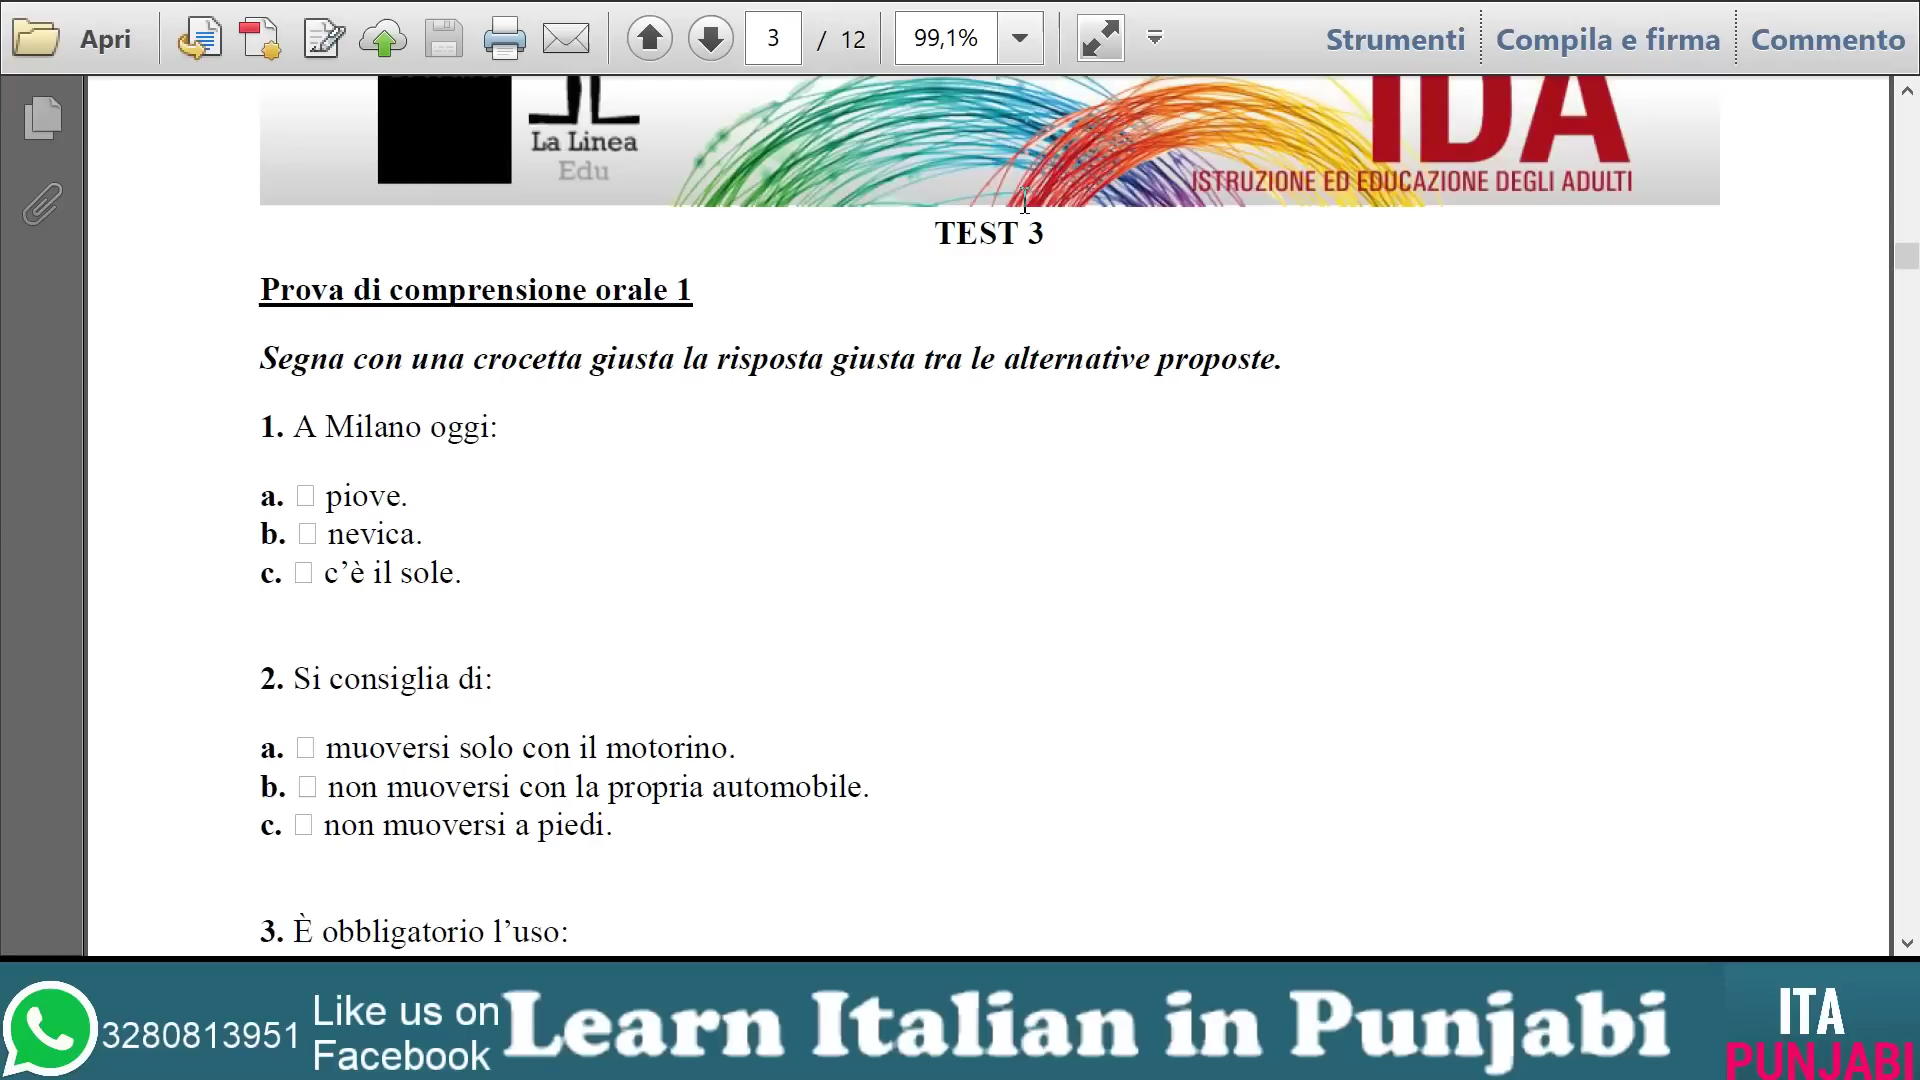 Apri
3 / 12
99,1%
Strumenti
Compila e firma
Commento
La Linea
Edu
IDA
ISTRUZIONE ED EDUCAZIONE DEGLI ADULTI
TEST 3
Prova di comprensione orale 1
Segna con una crocetta giusta la risposta giusta tra le alternative proposte.
1. A Milano oggi:
a. □ piove.
b. □ nevica.
c. □ c’è il sole.
2. Si consiglia di:
a. □ muoversi solo con il motorino.
b. □ non muoversi con la propria automobile.
c. □ non muoversi a piedi.
3. È obbligatorio l’uso:
3280813951
Like us on
Facebook
Learn Italian in Punjabi
ITA
PUNJABI